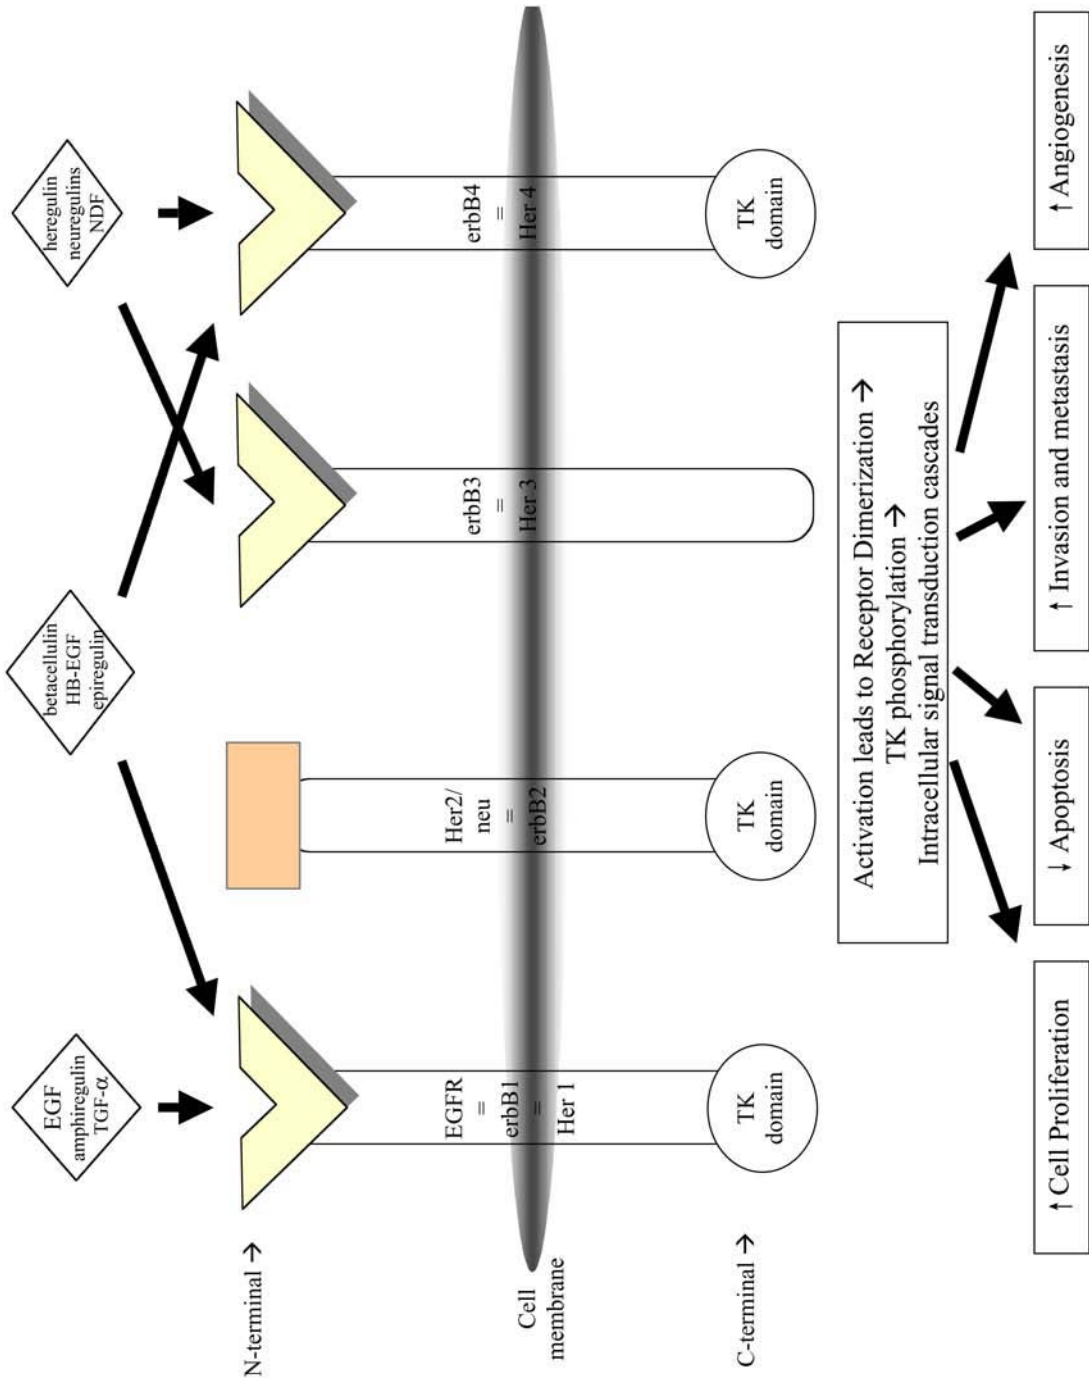 EGF
amphiregulin
TGF-α
betacellulin
HB-EGF
epiregulin
heregulin
neuregulins
NDF
N-terminal →
EGFR
=
erbB1
=
Her 1
Her2/
neu
=
erbB2
erbB3
=
Her 3
erbB4
=
Her 4
Cell
membrane
C-terminal →
TK
domain
TK
domain
TK
domain
Activation leads to Receptor Dimerization →
TK phosphorylation →
Intracellular signal transduction cascades
↑ Cell Proliferation
↓ Apoptosis
↑ Invasion and metastasis
↑ Angiogenesis